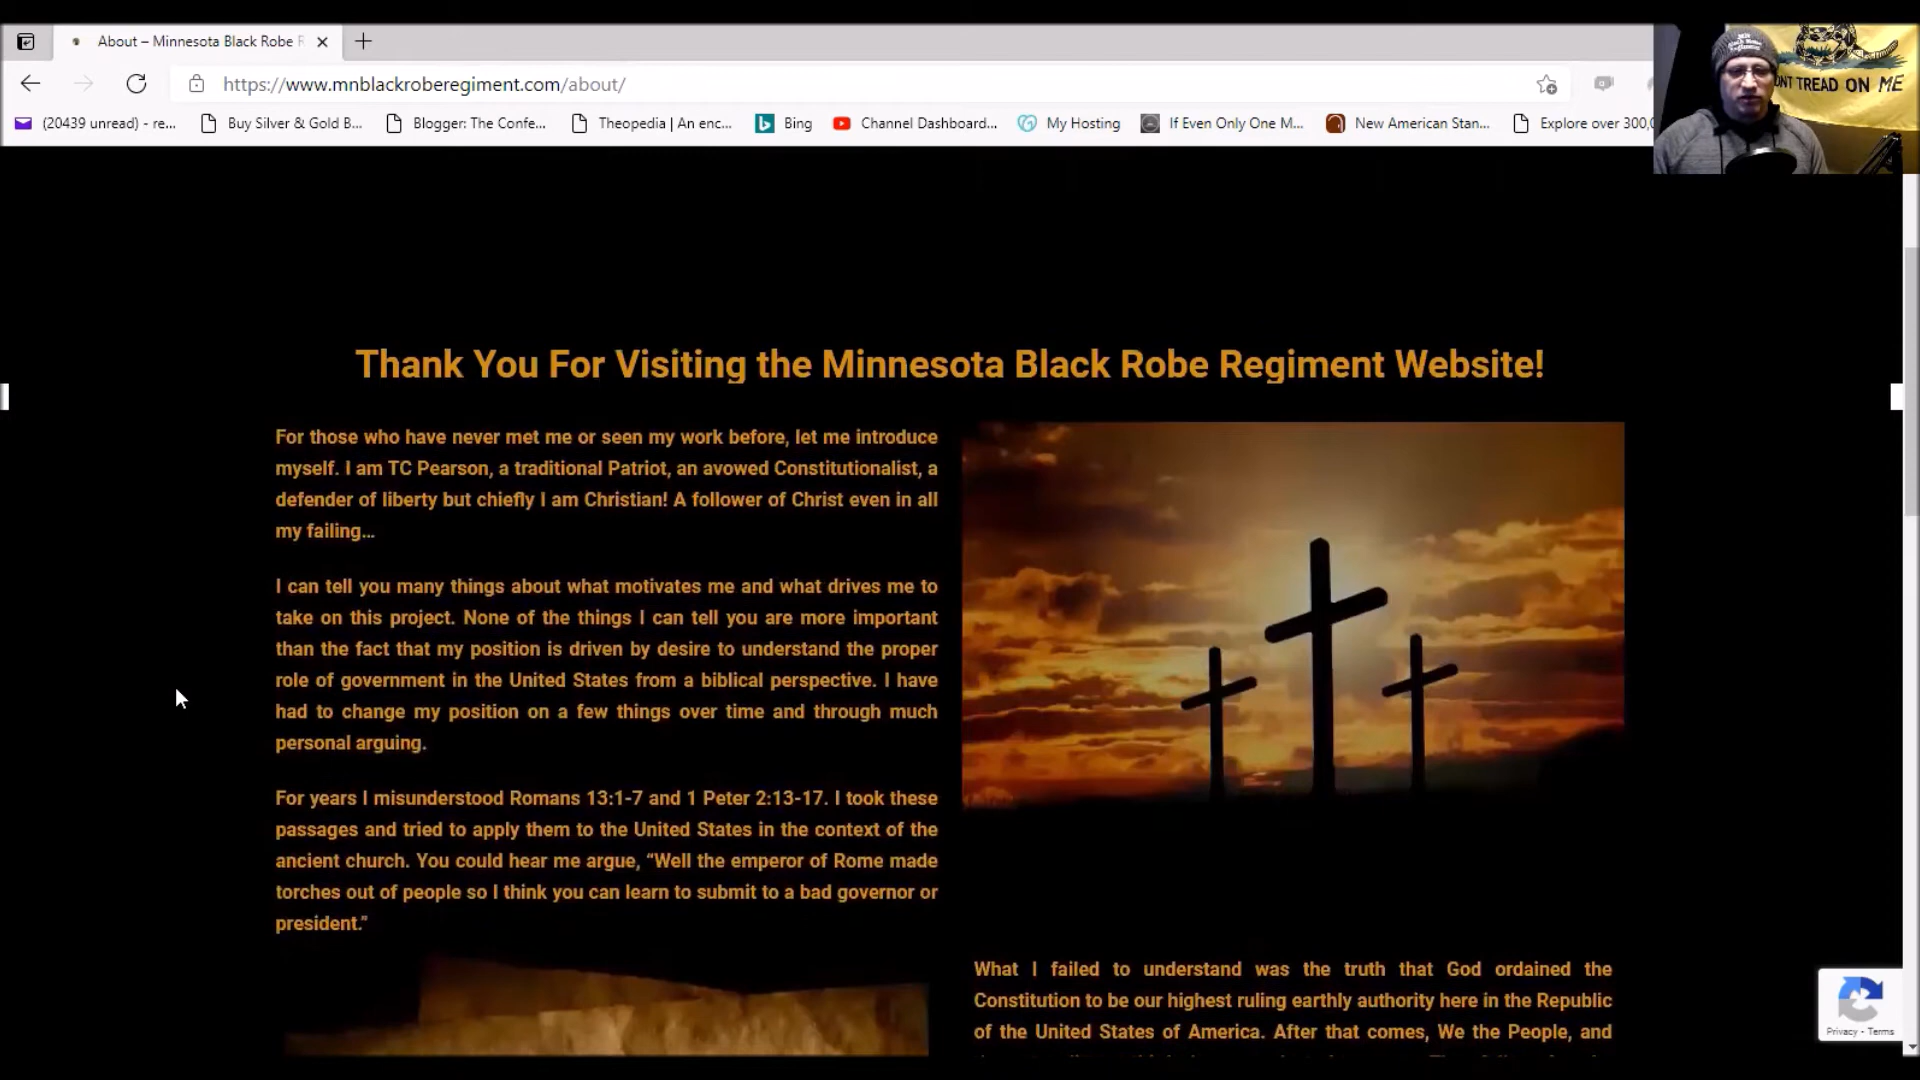 About – Minnesota Black Robe R
https://www.mnblackroberegiment.com/about/
(20439 unread) - re...
Buy Silver & Gold B...
Blogger: The Confe...
Theopedia | An enc...
Bing
Channel Dashboard...
My Hosting
If Even Only One M...
New American Stan...
Explore over 300,0
ONT TREAD ON ME
Thank You For Visiting the Minnesota Black Robe Regiment Website!
For those who have never met me or seen my work before, let me introduce
myself. I am TC Pearson, a traditional Patriot, an avowed Constitutionalist, a
defender of liberty but chiefly I am Christian! A follower of Christ even in all
my failing…
I can tell you many things about what motivates me and what drives me to
take on this project. None of the things I can tell you are more important
than the fact that my position is driven by desire to understand the proper
role of government in the United States from a biblical perspective. I have
had to change my position on a few things over time and through much
personal arguing.
For years I misunderstood Romans 13:1-7 and 1 Peter 2:13-17. I took these
passages and tried to apply them to the United States in the context of the
ancient church. You could hear me argue, “Well the emperor of Rome made
torches out of people so I think you can learn to submit to a bad governor or
president.”
What I failed to understand was the truth that God ordained the
Constitution to be our highest ruling earthly authority here in the Republic
of the United States of America. After that comes, We the People, and
Privacy - Terms